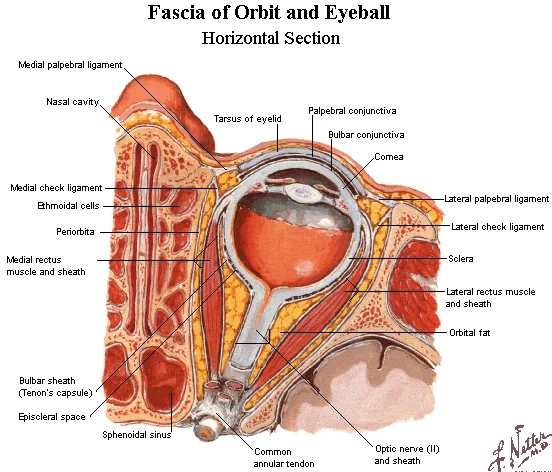 Fascia of Orbit and Eyeball
Horizontal Section
Medial palpebral ligament
Nasal cavity
Tarsus of eyelid
Palpebral conjunctiva
Bulbar conjunctiva
Cornea
Medial check ligament
Ethmoidal cells
Periorbita
Medial rectus
muscle and sheath
Lateral palpebral ligament
Lateral check ligament
Sclera
Lateral rectus muscle
and sheath
Orbital fat
Bulbar sheath
(Tenon's capsule)
Episcleral space
Sphenoidal sinus
Common
annular tendon
Optic nerve (II)
and sheath
F. Netter
M.D.